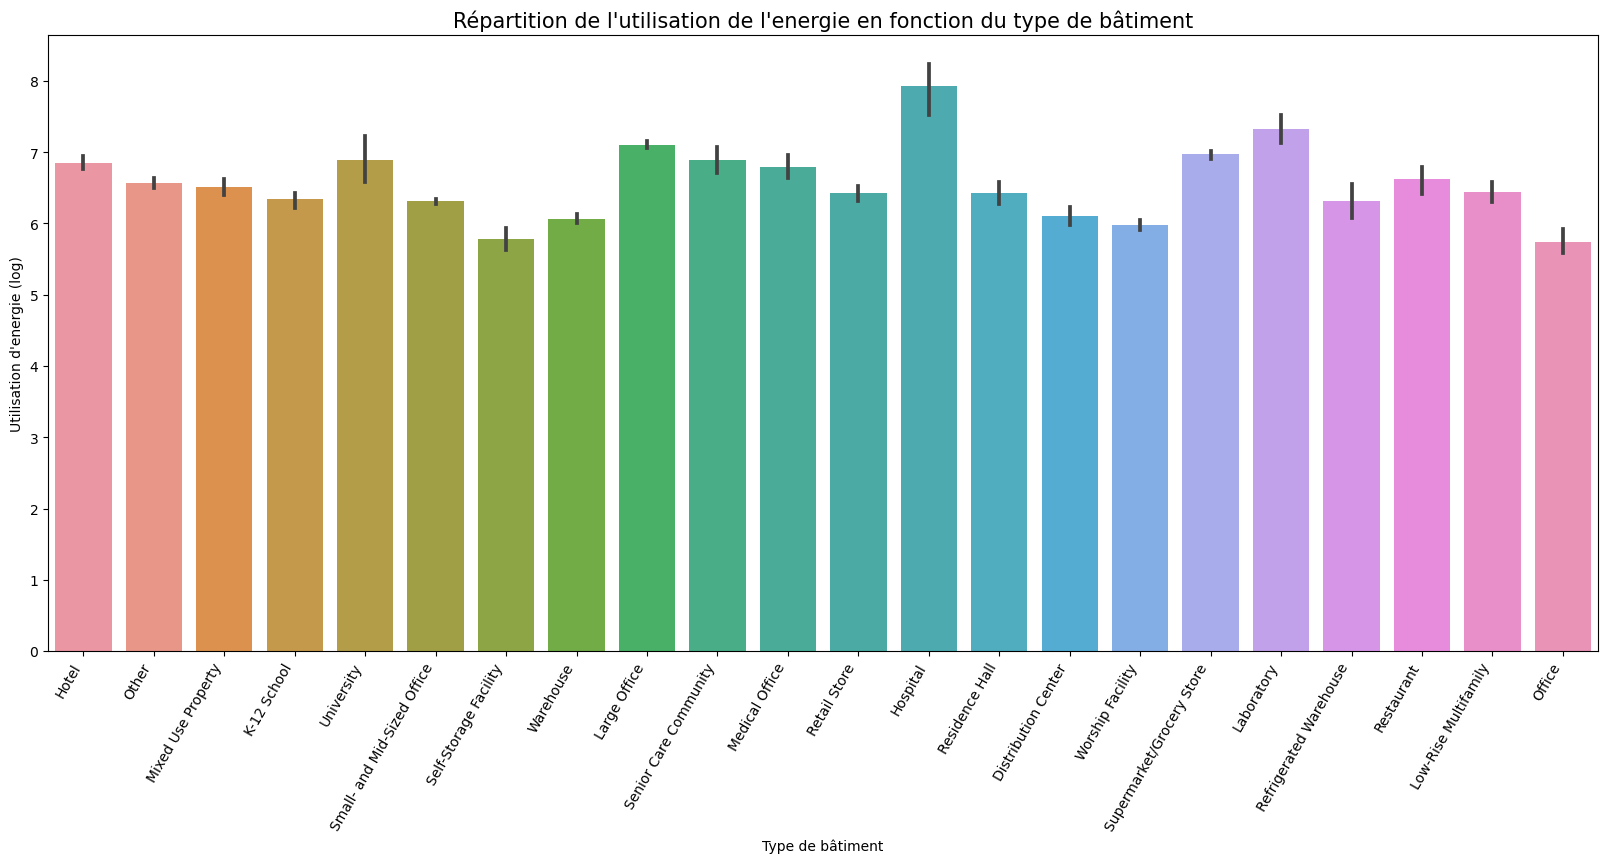 Répartition de l'utilisation de l'energie en fonction du type de bâtiment
Utilisation d'energie (log)
8
7
6
5
4
3
2
1
0
Hotel
Other
Mixed Use Property
K-12 School
University
Small- and Mid-Sized Office
Self-Storage Facility
Warehouse
Large Office
Senior Care Community
Medical Office
Retail Store
Hospital
Residence Hall
Distribution Center
Worship Facility
Supermarket/Grocery Store
Laboratory
Refrigerated Warehouse
Restaurant
Low-Rise Multifamily
Office
Type de bâtiment